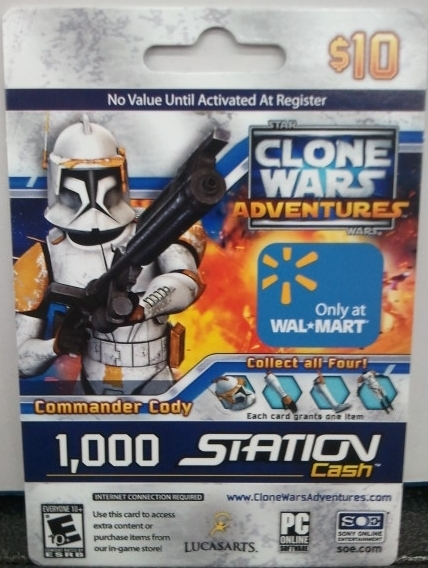 $10
No Value Until Activated At Register
STAR
CLONE
WARS
ADVENTURES
WARS
Only at
WAL★MART
Collect all Four!
Commander Cody
Each card grants one item
1,000 STATION
Cash™
INTERNET CONNECTION REQUIRED
www.CloneWarsAdventures.com
EVERYONE 10+
E
10+
ESRB
Use this card to access
extra content or
purchase items from
our in-game store!
LUCASARTS.
PC
ONLINE
SOFTWARE
SOE
SONY ONLINE
ENTERTAINMENT
soe.com